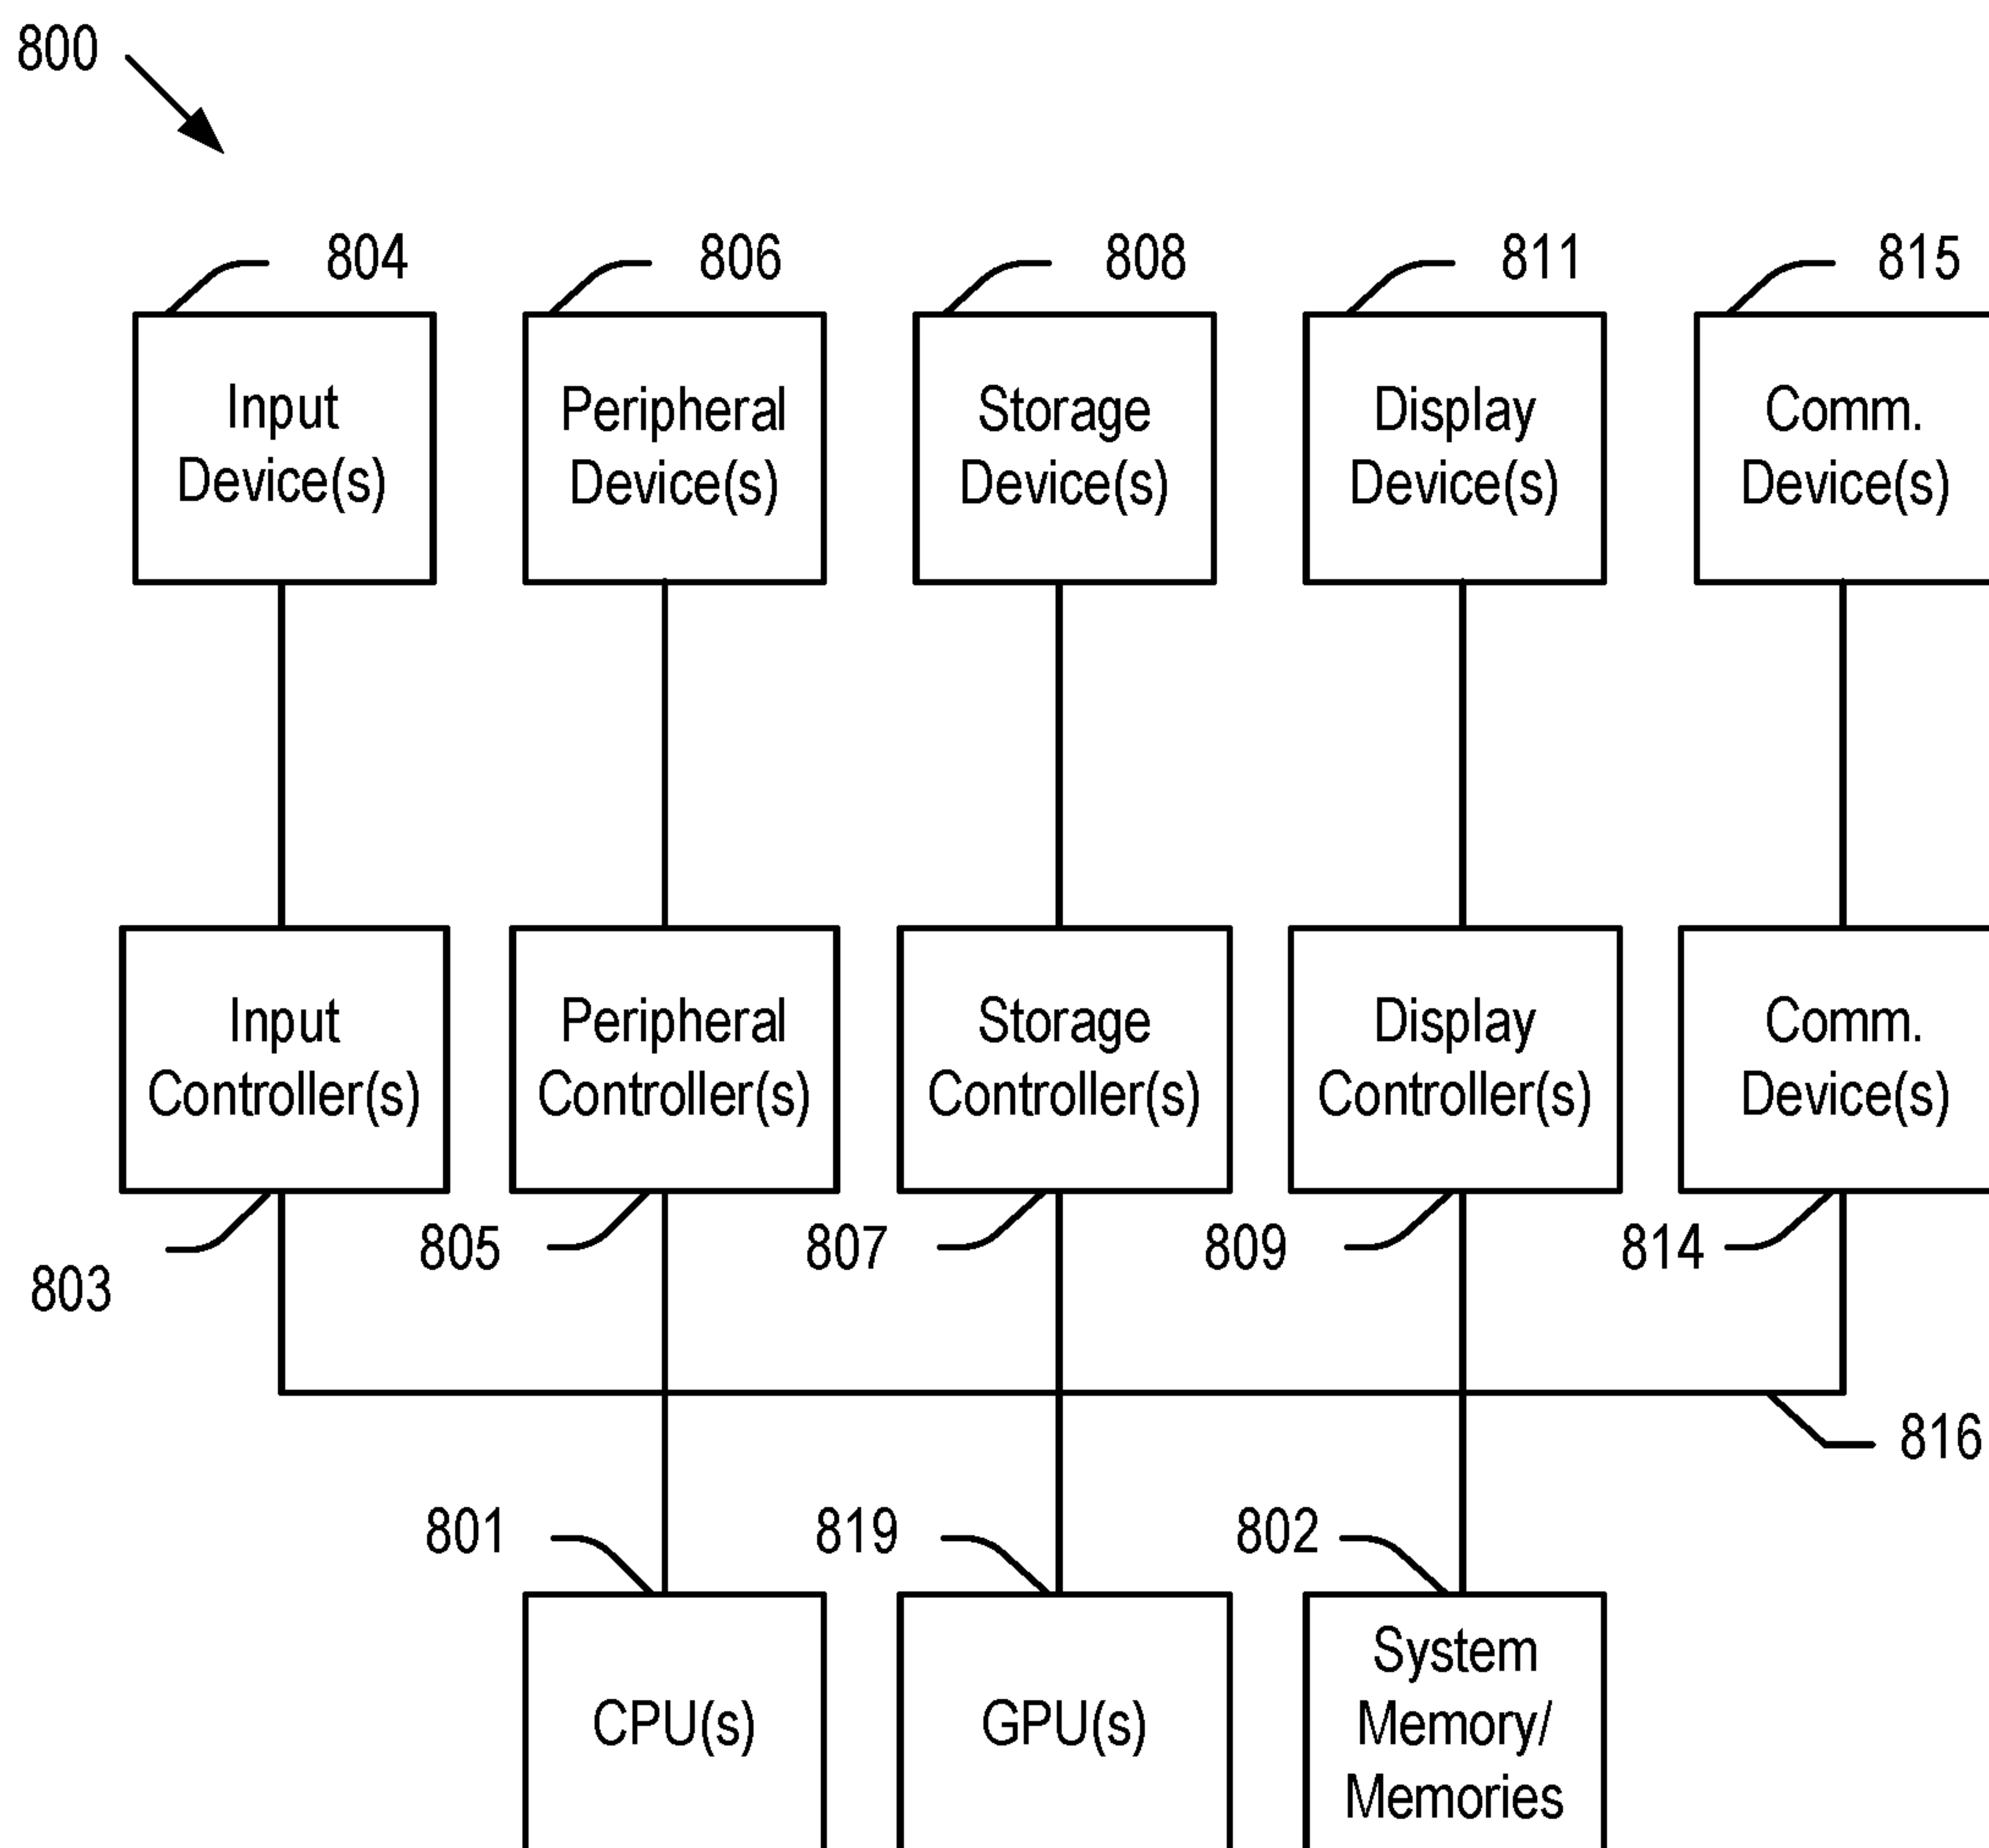 800
804
806
808
811
815
Input
Device(s)
Peripheral
Device(s)
Storage
Device(s)
Display
Device(s)
Comm.
Device(s)
Input
Controller(s)
Peripheral
Controller(s)
Storage
Controller(s)
Display
Controller(s)
Comm.
Device(s)
803
805
807
809
814
816
801
819
802
CPU(s)
GPU(s)
System
Memory/
Memories